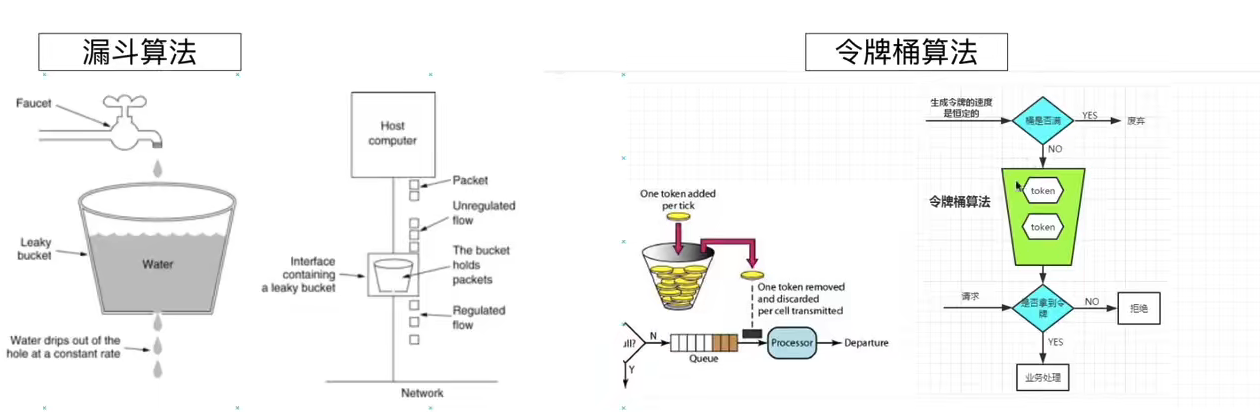 漏斗算法
Faucet
Leaky
bucket
Water
Water drips out of the
hole at a constant rate
Host
computer
Packet
Unregulated
flow
The bucket
holds
packets
Interface
containing
a leaky bucket
Regulated
flow
Network
令牌桶算法
One token added
per tick
One token removed
and discarded
per cell transmitted
ull?
N
Y
Queue
Processor
Departure
生成令牌的速度
是恒定的
桶是否满
YES
废弃
NO
令牌桶算法
token
token
请求
是否拿到令
牌
NO
拒绝
YES
业务处理